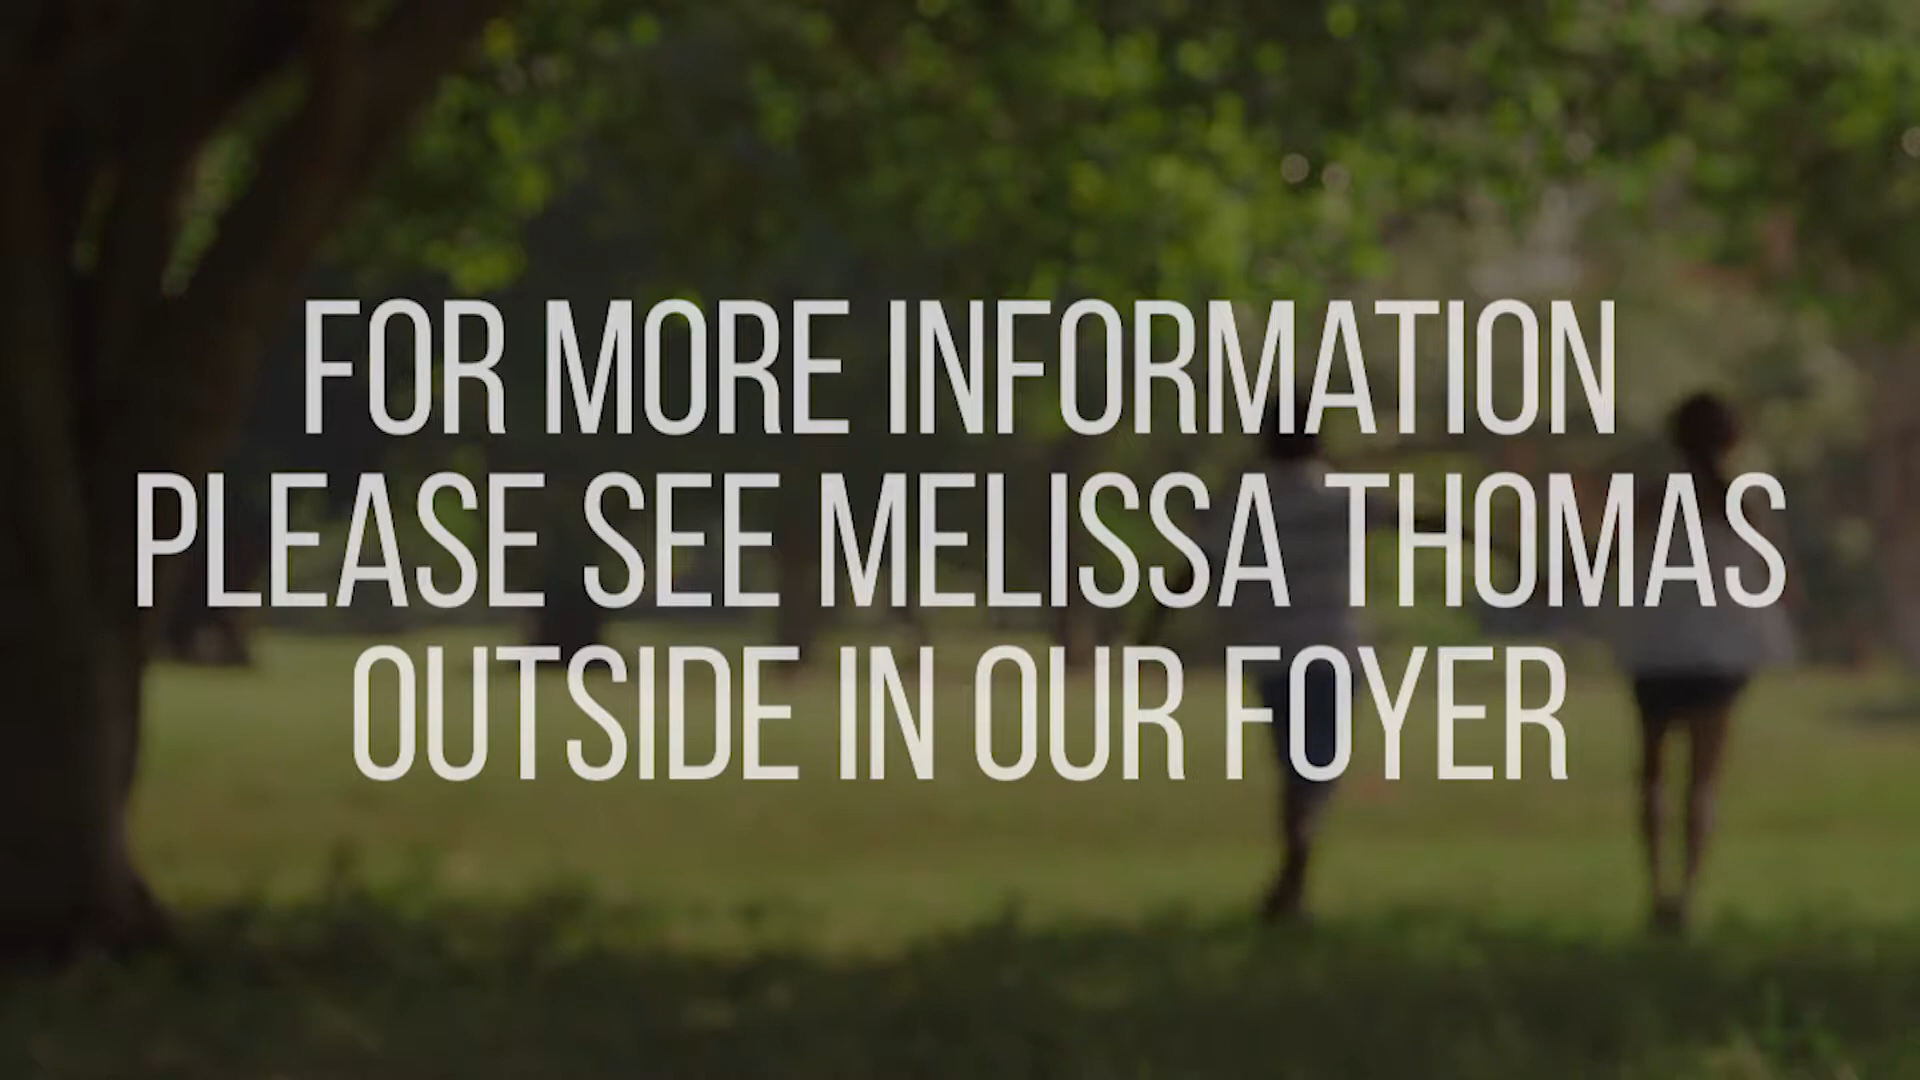 FOR MORE INFORMATION
PLEASE SEE MELISSA THOMAS
OUTSIDE IN OUR FOYER